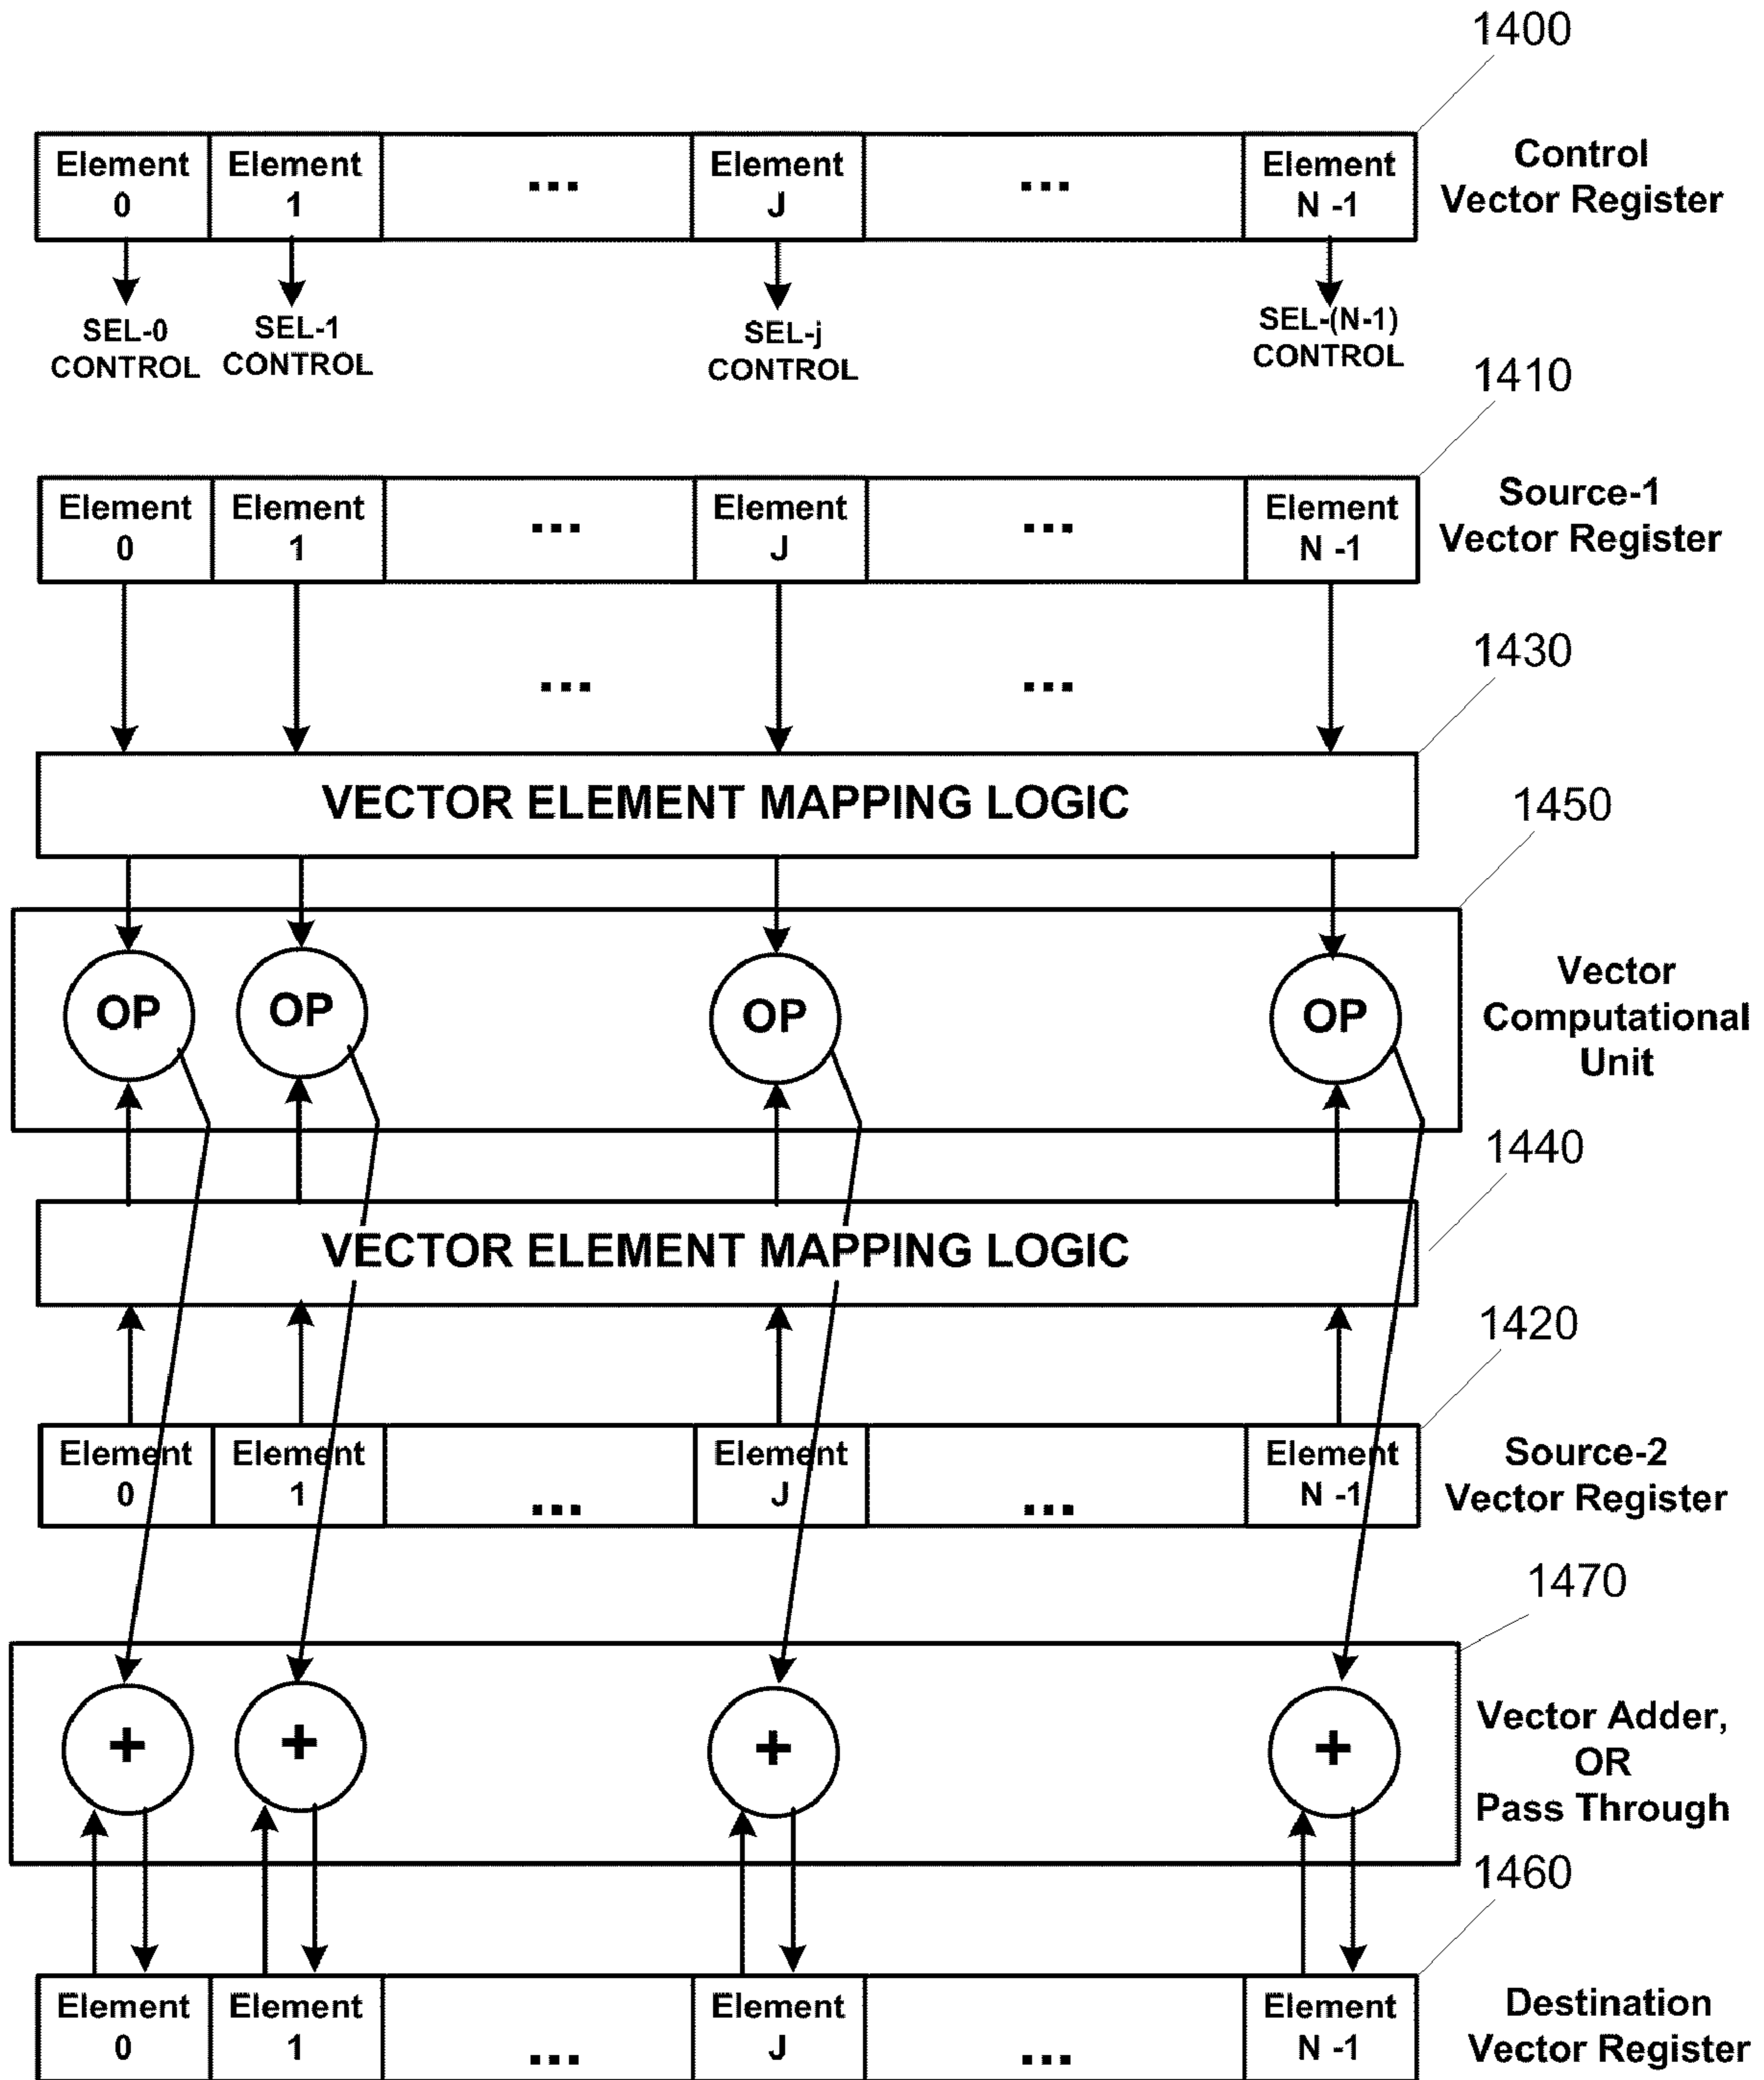 1400
Element 0
Element 1
...
Element J
...
Element N -1
Control
Vector Register
SEL-0
CONTROL
SEL-1
CONTROL
SEL-j
CONTROL
SEL-(N-1)
CONTROL
1410
Element 0
Element 1
...
Element J
...
Element N -1
Source-1
Vector Register
1430
...
...
VECTOR ELEMENT MAPPING LOGIC
1450
OP
OP
OP
OP
Vector
Computational
Unit
1440
VECTOR ELEMENT MAPPING LOGIC
1420
Element 0
Element 1
...
Element J
...
Element N -1
Source-2
Vector Register
1470
+
+
+
+
Vector Adder,
OR
Pass Through
1460
Element 0
Element 1
...
Element J
...
Element N -1
Destination
Vector Register